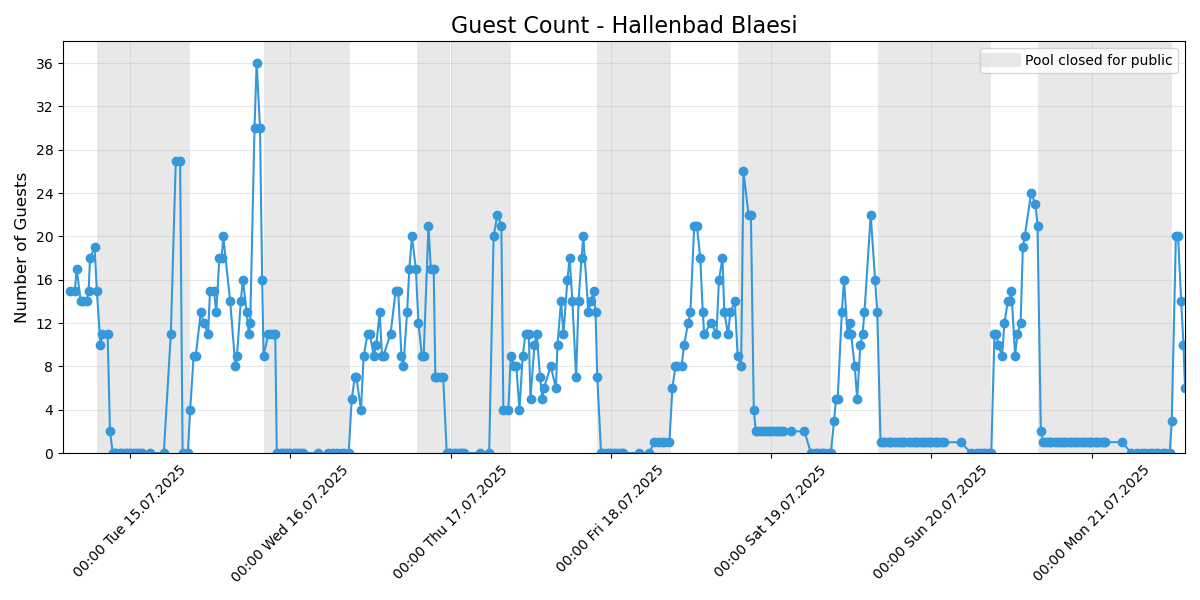 Guest Count - Hallenbad Blaesi
Pool closed for public
Number of Guests
36
32
28
24
20
16
12
8
4
0
00:00 Tue 15.07.2025
00:00 Wed 16.07.2025
00:00 Thu 17.07.2025
00:00 Fri 18.07.2025
00:00 Sat 19.07.2025
00:00 Sun 20.07.2025
00:00 Mon 21.07.2025